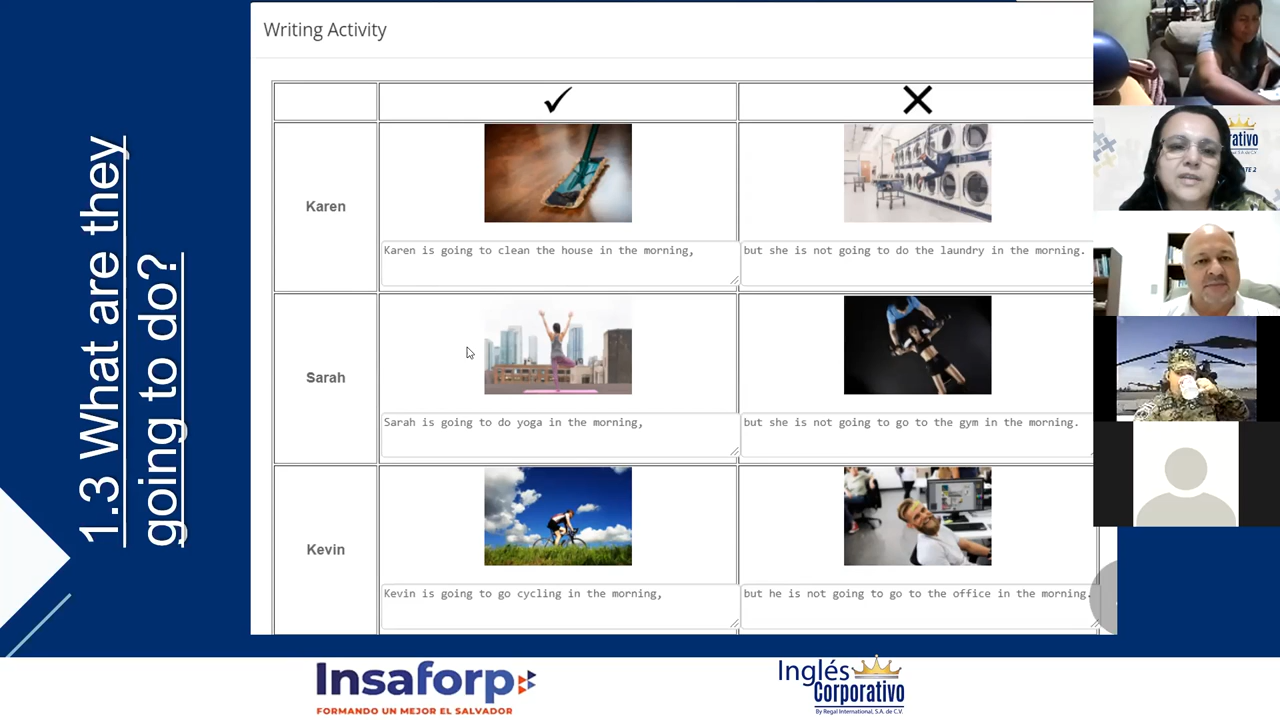 1.3 What are they
going to do?
Writing Activity
Karen
Karen is going to clean the house in the morning,
but she is not going to do the laundry in the morning.
Sarah
Sarah is going to do yoga in the morning,
but she is not going to go to the gym in the morning.
Kevin
Kevin is going to go cycling in the morning,
but he is not going to go to the office in the morning.
Insaforp
FORMANDO UN MEJOR EL SALVADOR
Inglés
Corporativo
By Regal International, S.A. de C.V.
rativo